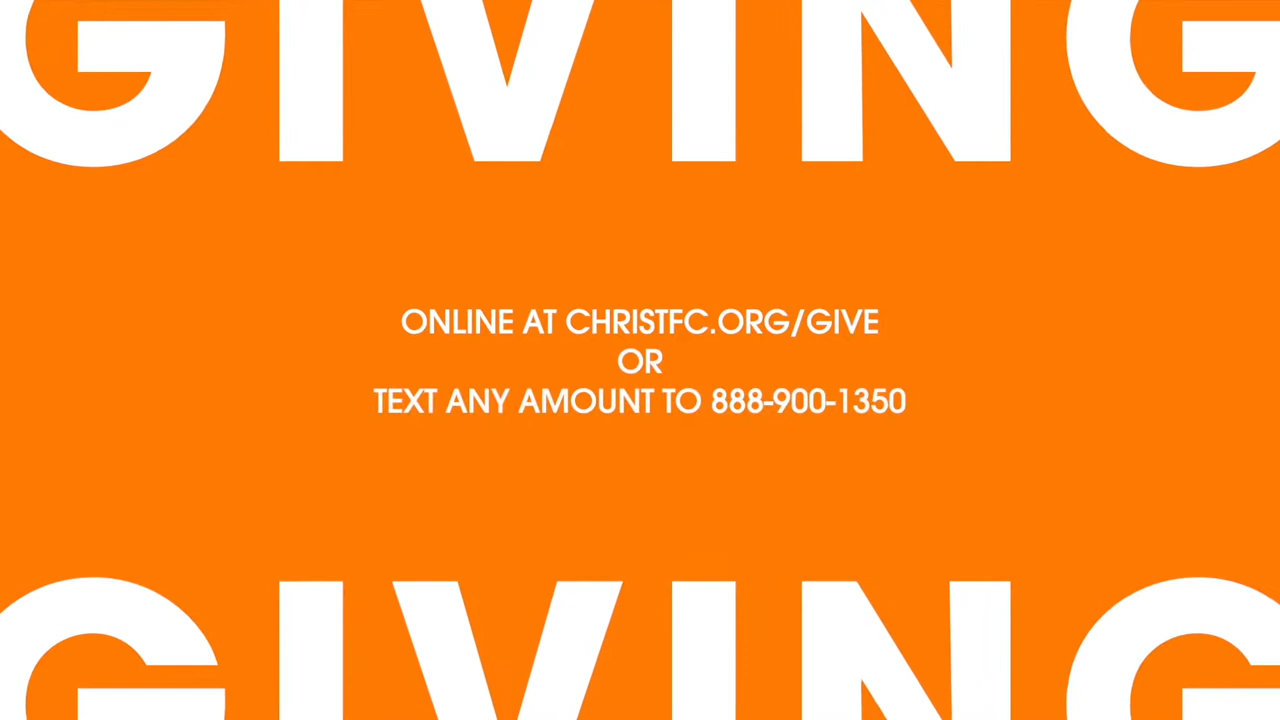 GIVING
ONLINE AT CHRISTFC.ORG/GIVE
OR
TEXT ANY AMOUNT TO 888-900-1350
GIVING